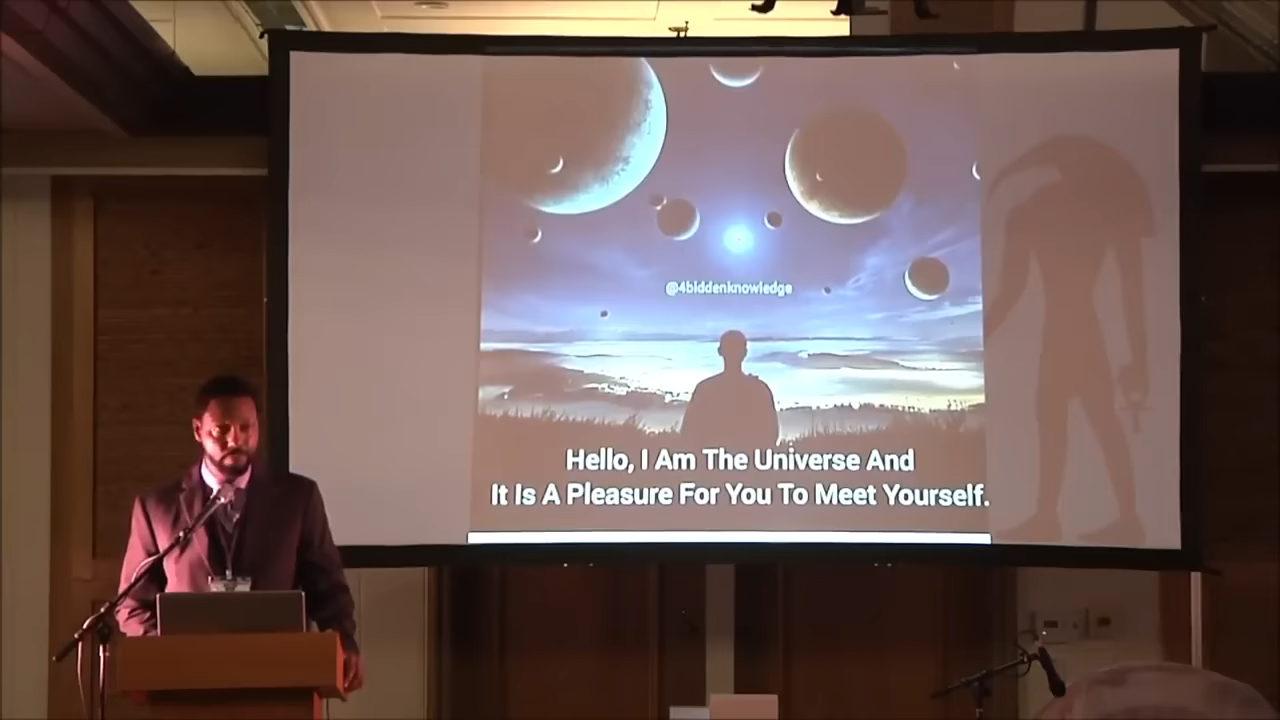 @4biddenknowledge
Hello, I Am The Universe And
It Is A Pleasure For You To Meet Yourself.